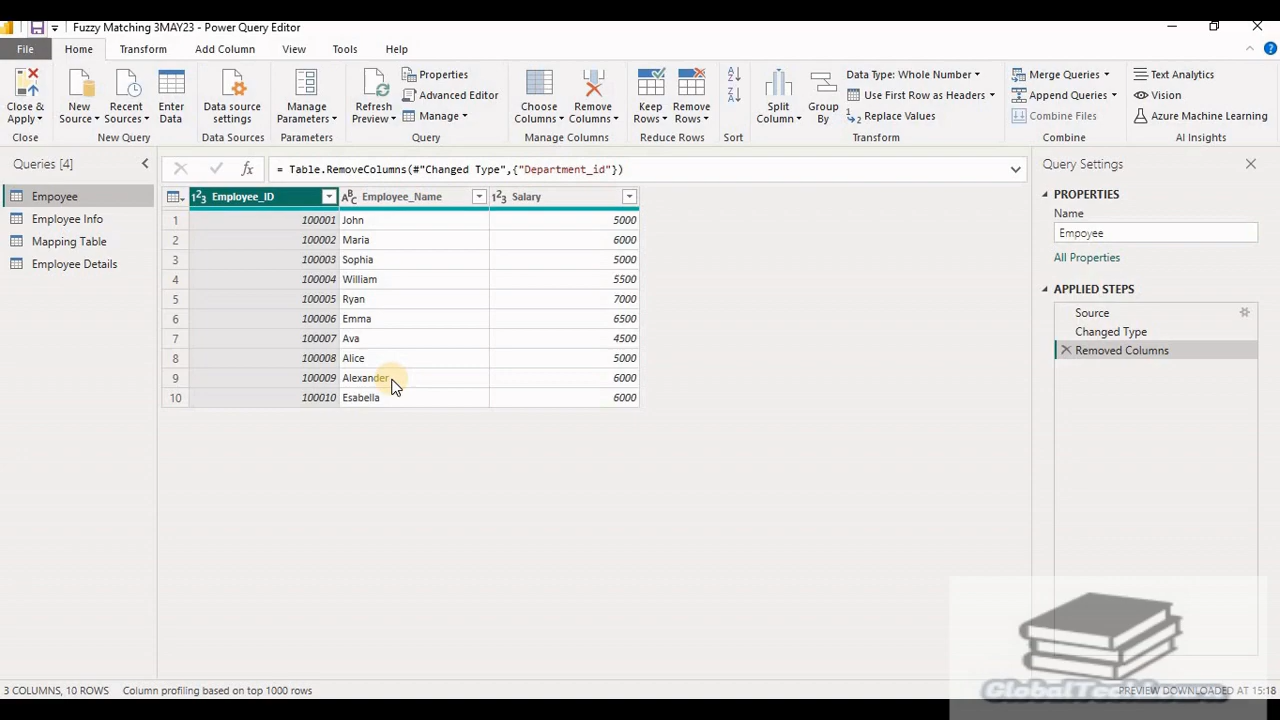 Fuzzy Matching 3MAY23 - Power Query Editor
File Home Transform Add Column View Tools Help
Close & Apply
New Source
Recent Sources
Enter Data
Data source settings
Manage Parameters
Refresh Preview
Properties
Advanced Editor
Manage
Choose Columns
Remove Columns
Keep Rows
Remove Rows
Split Column
Group By
Data Type: Whole Number
Use First Row as Headers
Replace Values
Merge Queries
Append Queries
Combine Files
Text Analytics
Vision
Azure Machine Learning
Close New Query Data Sources Parameters Query Manage Columns Reduce Rows Sort Transform Combine AI Insights
Queries [4]
Empoyee
Employee Info
Mapping Table
Employee Details
fx = Table.RemoveColumns(#"Changed Type",{"Department_id"})
Employee_ID Employee_Name Salary
1 100001 John 5000
2 100002 Maria 6000
3 100003 Sophia 5000
4 100004 William 5500
5 100005 Ryan 7000
6 100006 Emma 6500
7 100007 Ava 4500
8 100008 Alice 5000
9 100009 Alexander 6000
10 100010 Esabella 6000
Query Settings
PROPERTIES
Name
Empoyee
All Properties
APPLIED STEPS
Source
Changed Type
Removed Columns
3 COLUMNS, 10 ROWS Column profiling based on top 1000 rows
PREVIEW DOWNLOADED AT 15:18